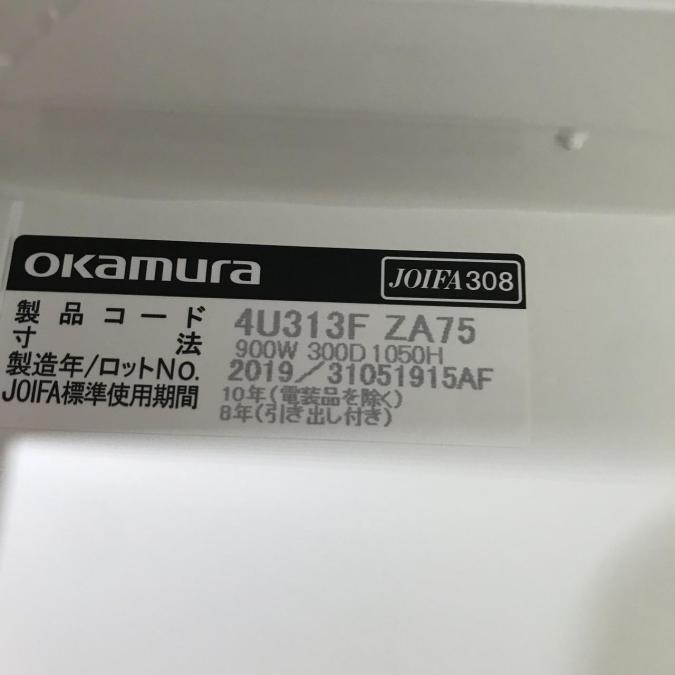 okamura JOIFA308
製品コード 4U313F ZA75
寸法 900W 300D 1050H
製造年/ロットNO. 2019/31051915AF
JOIFA標準使用期間 10年(電装品を除く)
8年(引き出し付き)